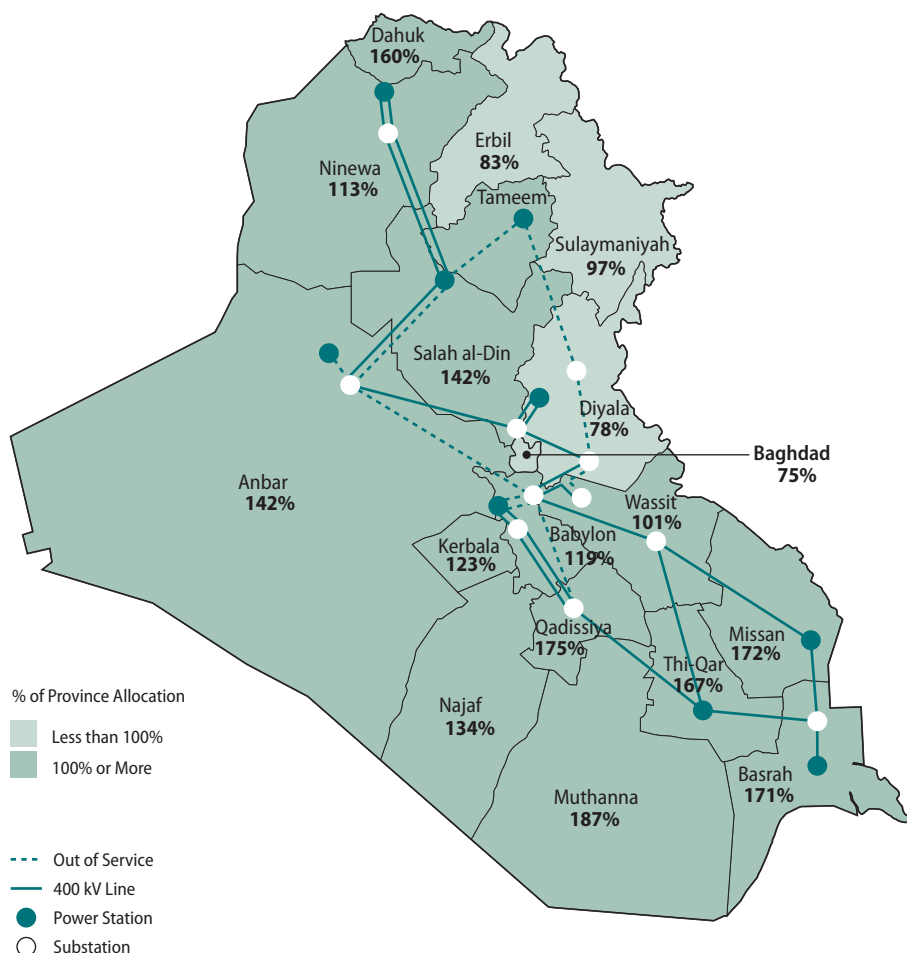 Dahuk
160%
Erbil
83%
Ninewa
113%
Tameem
Sulaymaniyah
97%
Salah al-Din
142%
Diyala
78%
Baghdad
75%
Anbar
142%
Wassit
101%
Babylon
119%
Kerbala
123%
Qadissiya
175%
Missan
172%
Thi-Qar
167%
Najaf
134%
Basrah
171%
Muthanna
187%
% of Province Allocation
Less than 100%
100% or More
Out of Service
400 kV Line
Power Station
Substation